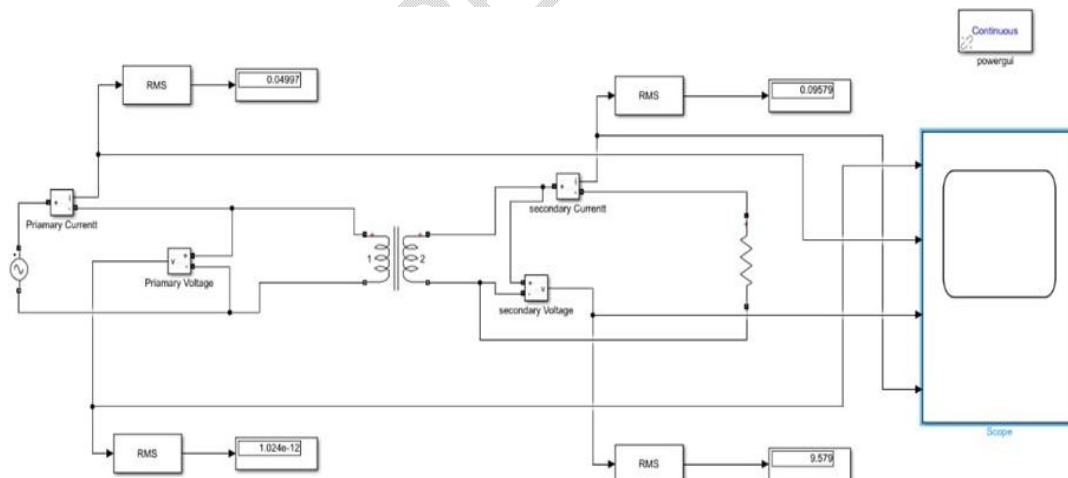 Continuous
powergui
RMS
0.04997
RMS
0.09579
Priamary Currentt
i
+
-
secondary Currentt
i
+
-
Priamary Voltage
v
+
-
1
2
secondary Voltage
v
+
-
+
Scope
RMS
1.024e-12
RMS
9.579